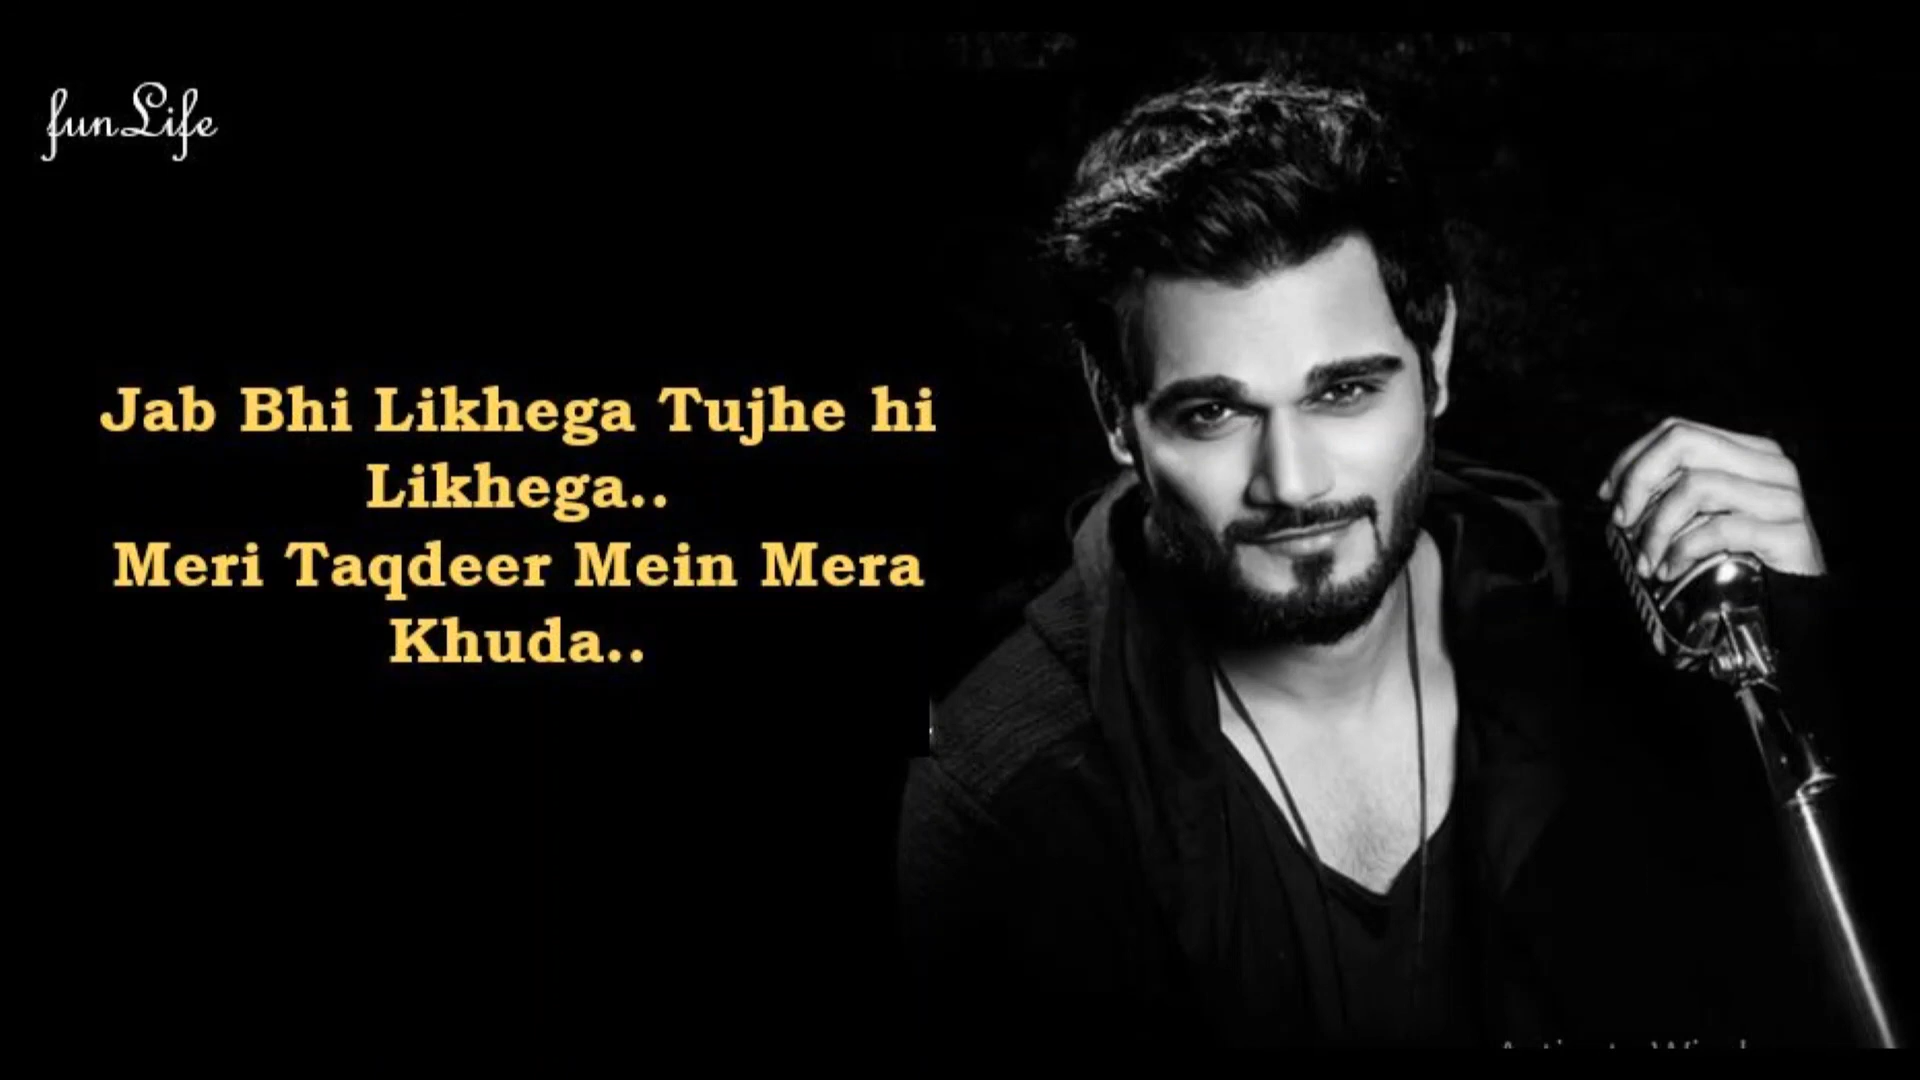 funLife
Jab Bhi Likhega Tujhe hi
Likhega..
Meri Taqdeer Mein Mera
Khuda..